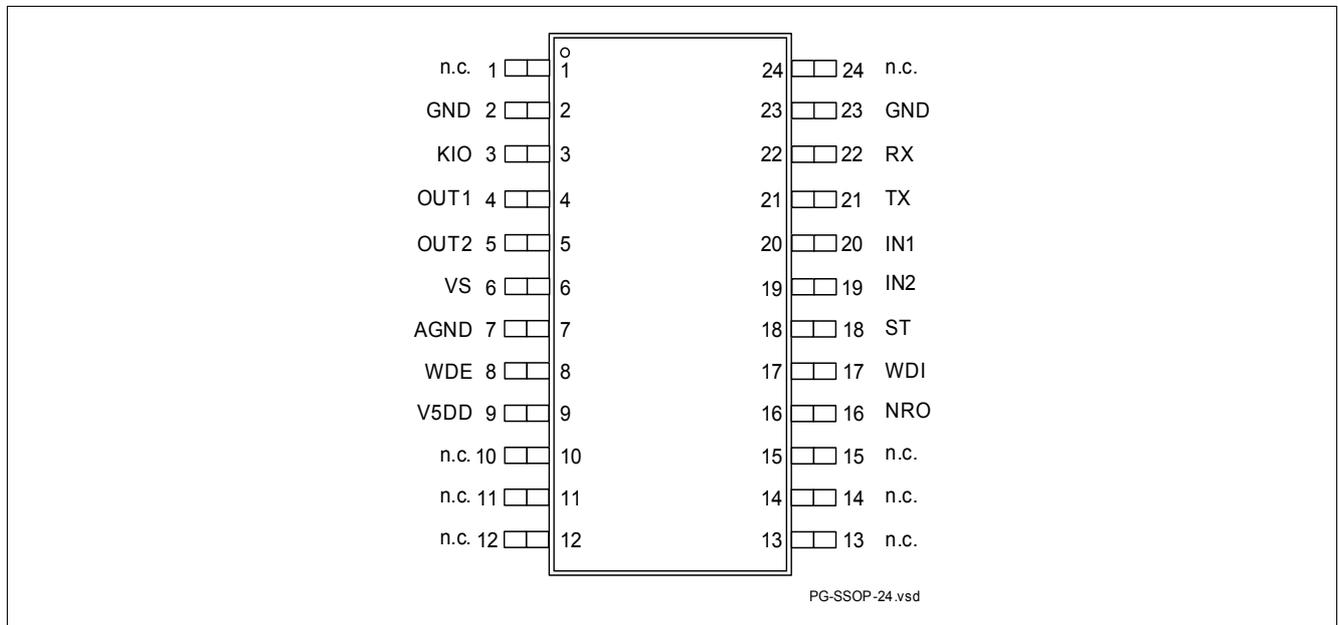 n.c. 1 1 24 24 n.c.
GND 2 2 23 23 GND
KIO 3 3 22 22 RX
OUT1 4 4 21 21 TX
OUT2 5 5 20 20 IN1
VS 6 6 19 19 IN2
AGND 7 7 18 18 ST
WDE 8 8 17 17 WDI
V5DD 9 9 16 16 NRO
n.c. 10 10 15 15 n.c.
n.c. 11 11 14 14 n.c.
n.c. 12 12 13 13 n.c.
PG-SSOP-24.vsd